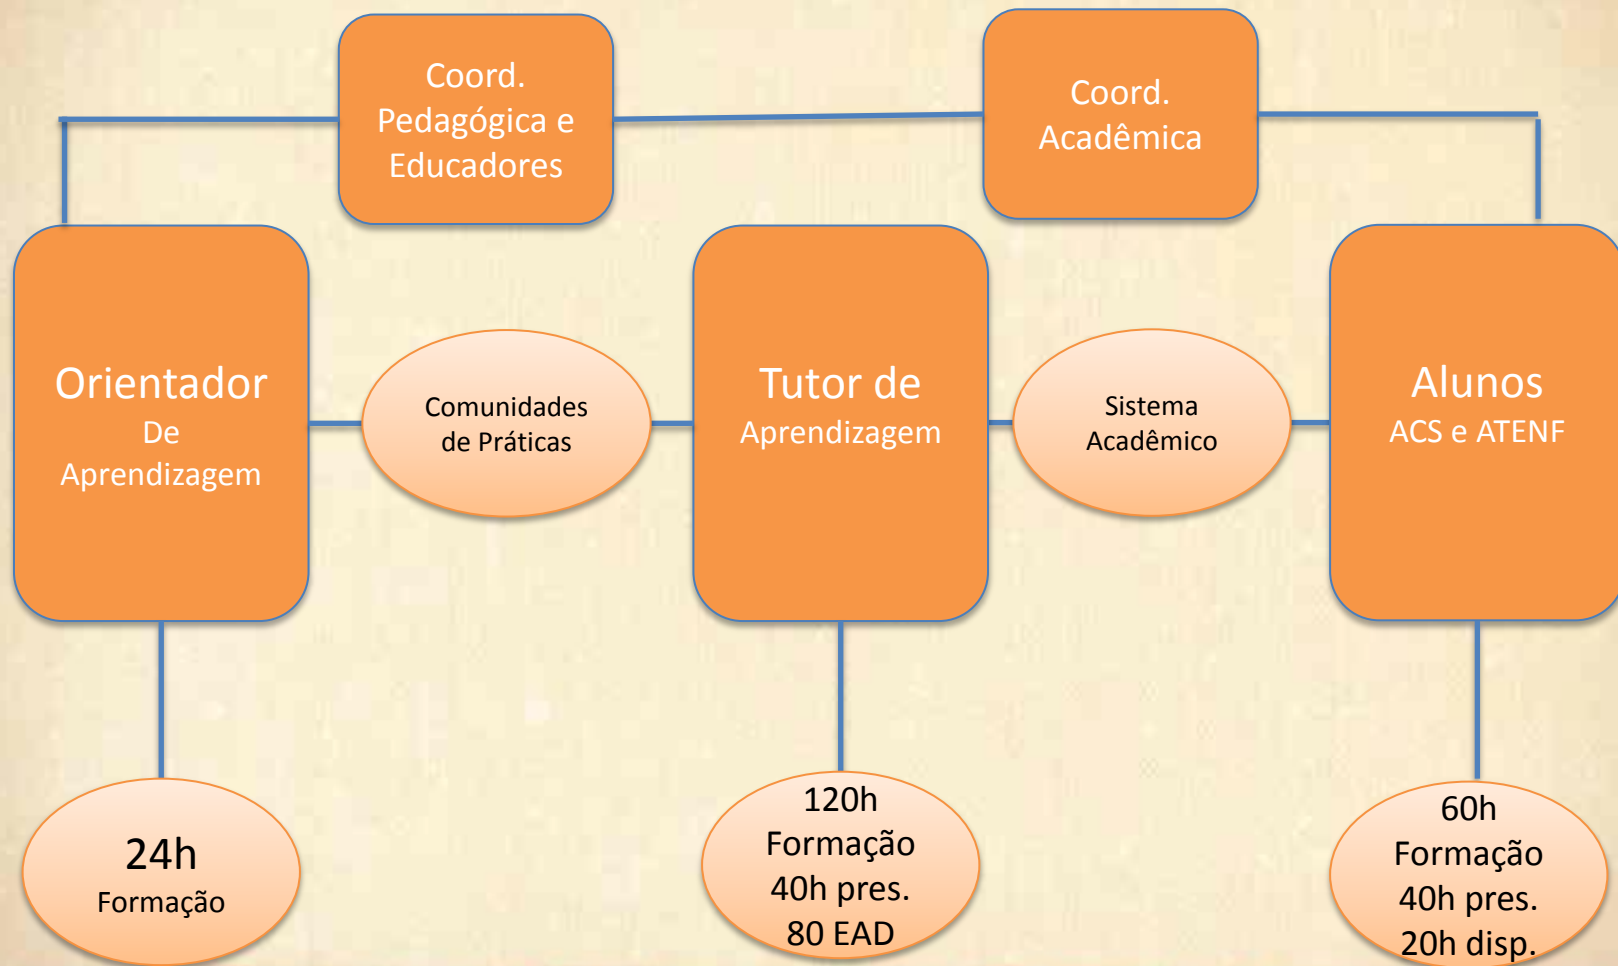 Coord.
Pedagógica e
Educadores
Coord.
Acadêmica
Orientador
De
Aprendizagem
Comunidades
de Práticas
Tutor de
Aprendizagem
Sistema
Acadêmico
Alunos
ACS e ATENF
24h
Formação
120h
Formação
40h pres.
80 EAD
60h
Formação
40h pres.
20h disp.